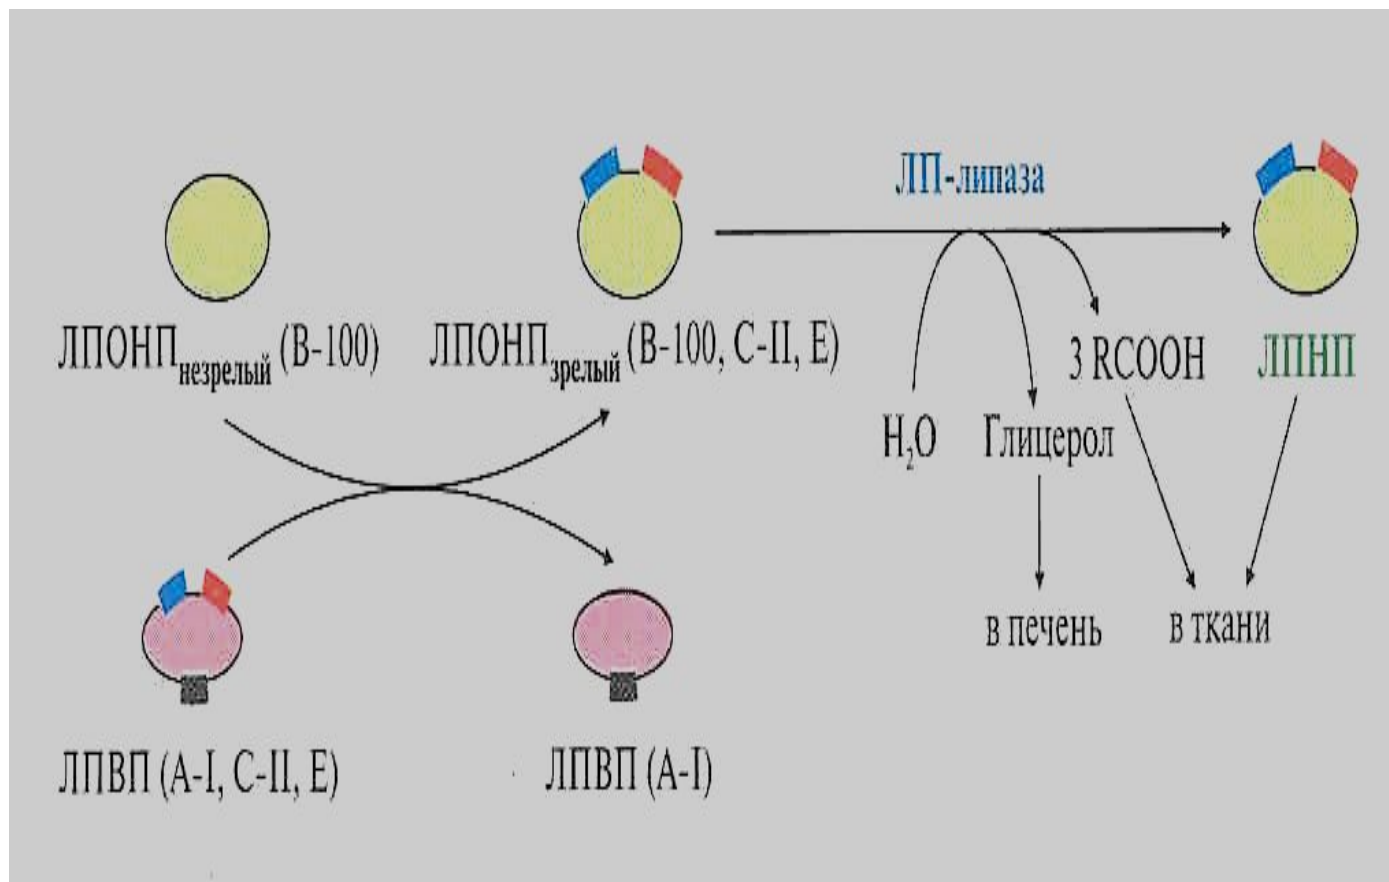 ЛП-липаза
ЛПОНП незрелый (В-100)
ЛПОНП зрелый (В-100, С-II, Е)
3 RCOOH
ЛПНП
H₂O
Глицерол
в печень
в ткани
ЛПВП (А-I, С-II, Е)
ЛПВП (А-I)